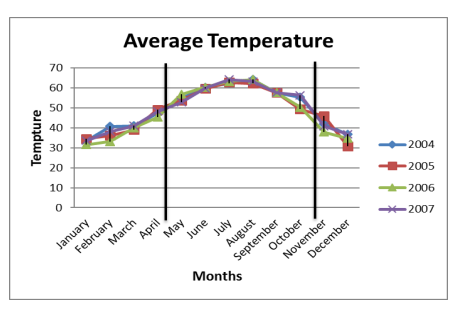 Average Temperature
70
60
50
40
30
20
10
0
Tempture
January
February
March
April
May
June
July
August
September
October
November
December
Months
2004
2005
2006
2007